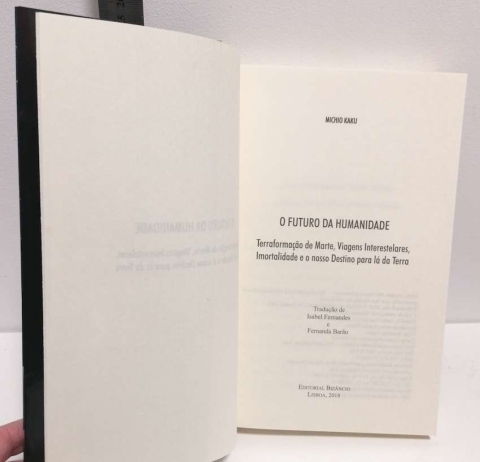 MICHIO KAKU
O FUTURO DA HUMANIDADE
Terraformação de Marte, Viagens Interestelares,
Imortalidade e o nosso Destino para lá da Terra
Tradução de
Isabel Fernandes
e
Fernanda Barão
EDITORIAL BIZÂNCIO
LISBOA, 2018